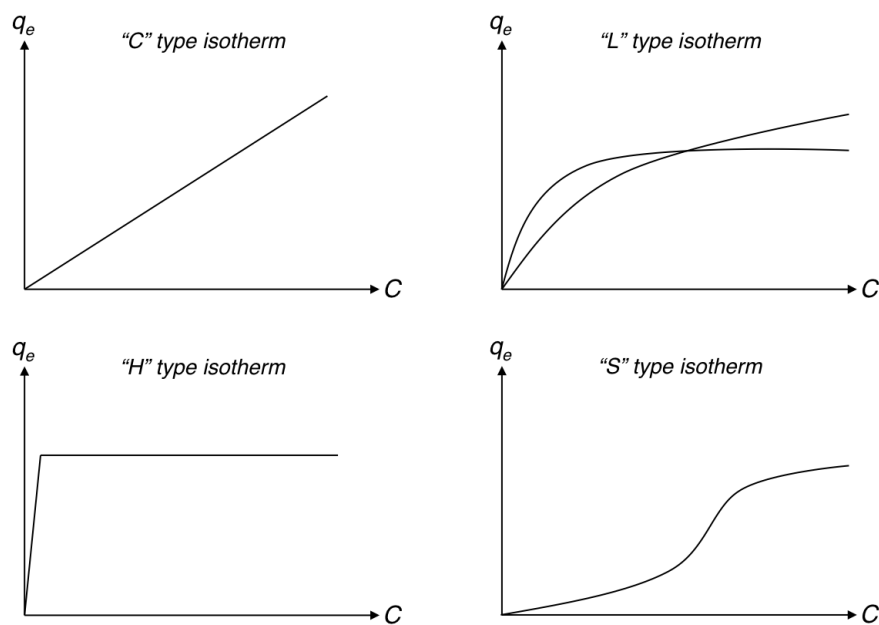 qe
"C" type isotherm
C
qe
"L" type isotherm
C
qe
"H" type isotherm
C
qe
"S" type isotherm
C